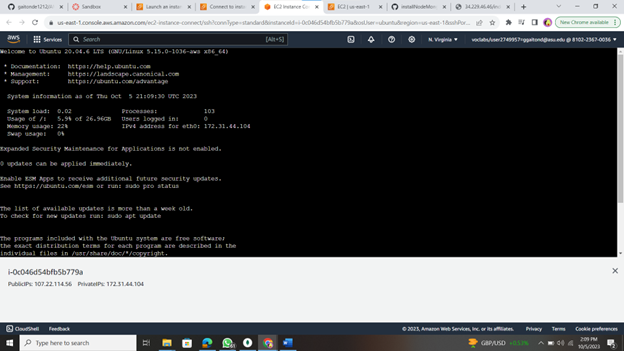 gaitonde1212/di
Sandbox
Launch an insta
Connect to insta
EC2 Instance Co
EC2 | us-east-1
installNodeMon
34.229.46.40/ind
us-east-1.console.aws.amazon.com/ec2-instance-connect/ssh?connType=standard&instanceId=i-0c046d54bfb5b779a&osUser=ubuntu&region=us-east-1&sshPor...
New Chrome available
aws
Services
Search
[Alt+S]
N. Virginia
voclabs/user2749957=ggaitond@asu.edu @ 8102-2367-0036
Welcome to Ubuntu 20.04.6 LTS (GNU/Linux 5.15.0-1036-aws x86_64)
* Documentation: https://help.ubuntu.com
* Management: https://landscape.canonical.com
* Support: https://ubuntu.com/advantage
System information as of Thu Oct 5 21:09:30 UTC 2023
System load: 0.02 Processes: 103
Usage of /: 5.9% of 26.96GB Users logged in: 0
Memory usage: 22% IPv4 address for eth0: 172.31.44.104
Swap usage: 0%
Expanded Security Maintenance for Applications is not enabled.
0 updates can be applied immediately.
Enable ESM Apps to receive additional future security updates.
See https://ubuntu.com/esm or run: sudo pro status
The list of available updates is more than a week old.
To check for new updates run: sudo apt update
The programs included with the Ubuntu system are free software;
the exact distribution terms for each program are described in the
individual files in /usr/share/doc/*/copyright.
i-0c046d54bfb5b779a
PublicIPs: 107.22.114.56 PrivateIPs: 172.31.44.104
CloudShell
Feedback
© 2023, Amazon Web Services, Inc. or its affiliates.
Privacy
Terms
Cookie preferences
Type here to search
GBP/USD +0.53%
2:09 PM
10/5/2023